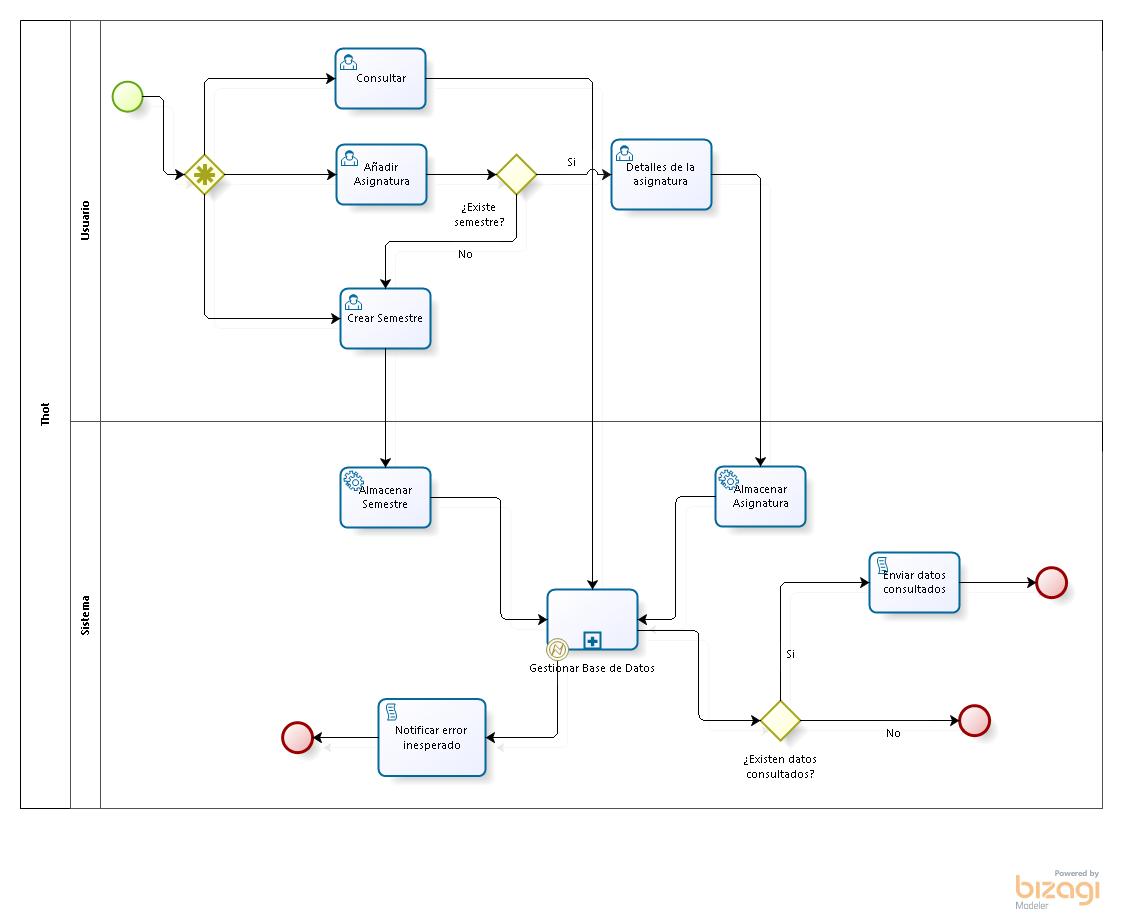 Thot
Usuario
Consultar
Añadir
Asignatura
¿Existe
semestre?
Si
Detalles de la
asignatura
No
Crear Semestre
Sistema
Almacenar
Semestre
Almacenar
Asignatura
Enviar datos
consultados
Gestionar Base de Datos
Si
Notificar error
inesperado
No
¿Existen datos
consultados?
Powered by
bizagi
Modeler